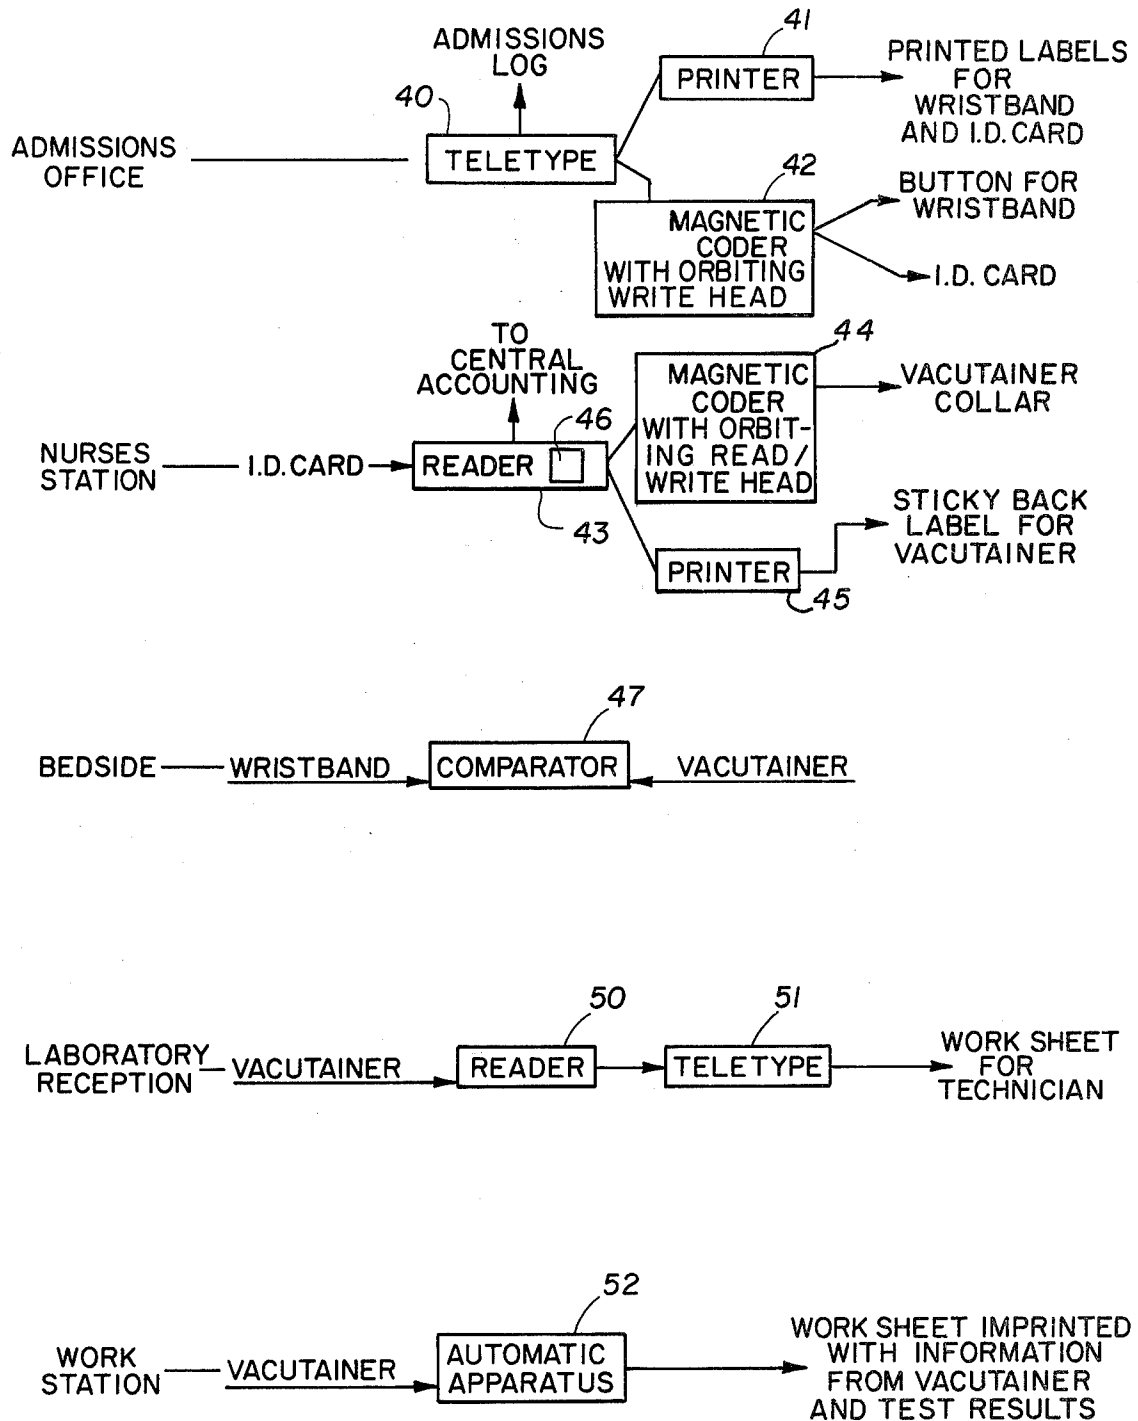 ADMISSIONS
OFFICE
40
TELETYPE
ADMISSIONS
LOG
41
PRINTER
PRINTED LABELS
FOR
WRISTBAND
AND I.D. CARD
42
MAGNETIC
CODER
WITH ORBITING
WRITE HEAD
BUTTON FOR
WRISTBAND
I.D. CARD
NURSES
STATION
I.D. CARD
READER
46
43
TO
CENTRAL
ACCOUNTING
44
MAGNETIC
CODER
WITH ORBIT-
ING READ/
WRITE HEAD
VACUTAINER
COLLAR
PRINTER
45
STICKY BACK
LABEL FOR
VACUTAINER
BEDSIDE
WRISTBAND
47
COMPARATOR
VACUTAINER
LABORATORY
RECEPTION
VACUTAINER
50
READER
51
TELETYPE
WORK SHEET
FOR
TECHNICIAN
WORK
STATION
VACUTAINER
52
AUTOMATIC
APPARATUS
WORK SHEET IMPRINTED
WITH INFORMATION
FROM VACUTAINER
AND TEST RESULTS